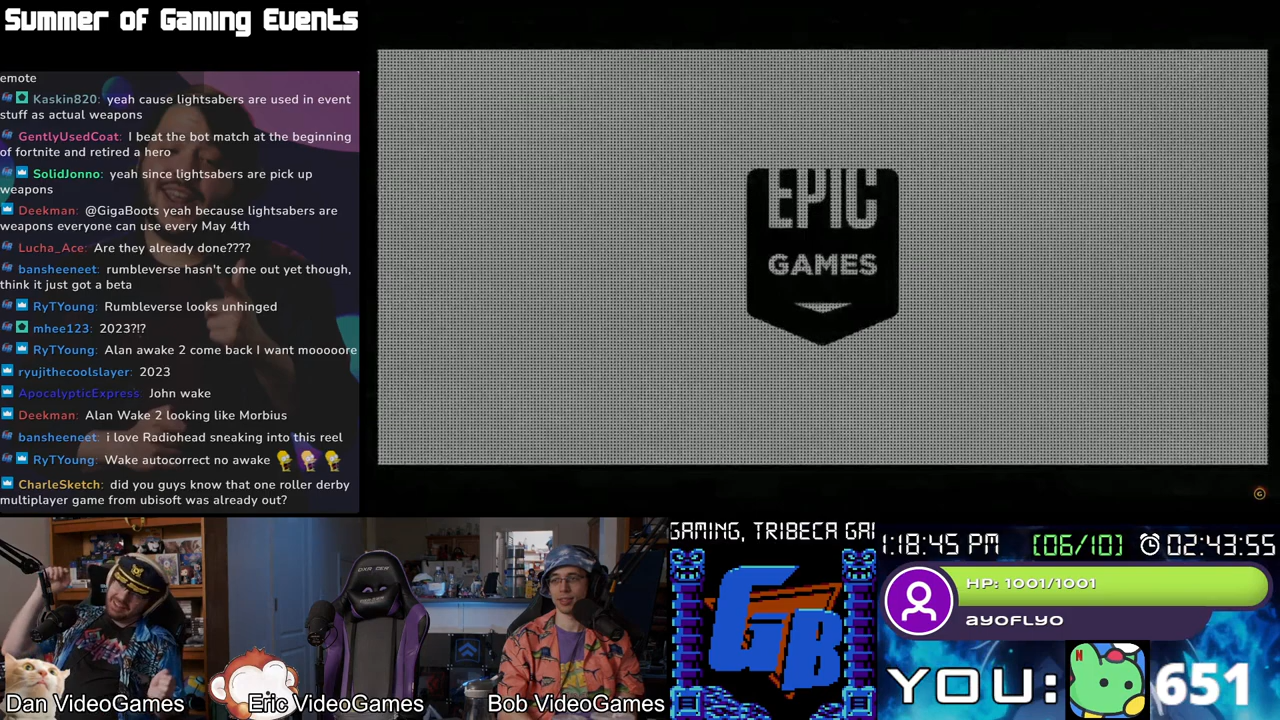 Summer of Gaming Events
emote
Kaskin820: yeah cause lightsabers are used in event
stuff as actual weapons
GentlyUsedCoat: I beat the bot match at the beginning
of fortnite and retired a hero
SolidJonno: yeah since lightsabers are pick up
weapons
Deekman: @GigaBoots yeah because lightsabers are
weapons everyone can use every May 4th
Lucha_Ace: Are they already done????
bansheeneet: rumbleverse hasn't come out yet though,
think it just got a beta
RyTYoung: Rumbleverse looks unhinged
mhee123: 2023?!?
RyTYoung: Alan awake 2 come back I want mooooore
ryujithecoolslayer: 2023
ApocalypticExpress: John wake
Deekman: Alan Wake 2 looking like Morbius
bansheeneet: i love Radiohead sneaking into this reel
RyTYoung: Wake autocorrect no awake
CharleSketch: did you guys know that one roller derby
multiplayer game from ubisoft was already out?
EPIC
GAMES
GAMING, TRIBECA GA
1:18:45 PM [06/10] 02:43:55
HP: 1001/1001
AYOFLYO
GB
YOU: 651
Dan VideoGames
Eric VideoGames
Bob VideoGames